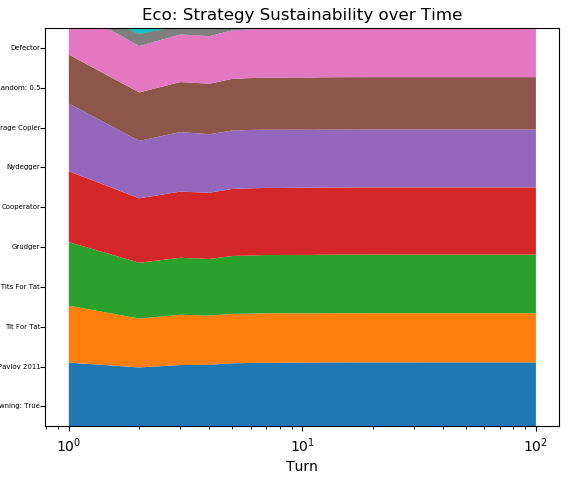 Eco: Strategy Sustainability over Time
Defector
andom: 0.5
rage Copier
Nydegger
Cooperator
Grudger
Tits For Tat
Tit For Tat
Pavlov 2011
wning: True
10^0 10^1 10^2
Turn